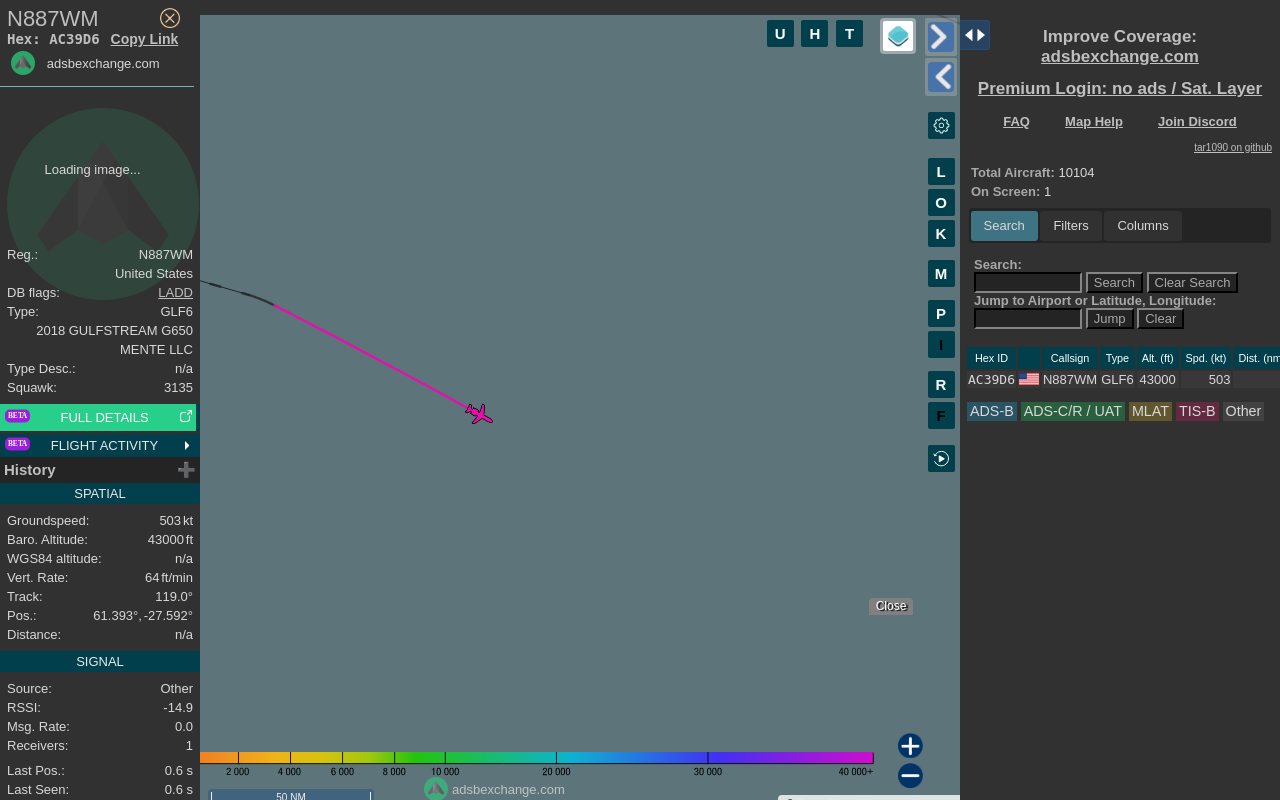 N887WM
Hex: AC39D6 Copy Link
adsbexchange.com
Loading image...
Reg.: N887WM
United States
DB flags: LADD
Type: GLF6
2018 GULFSTREAM G650
MENTE LLC
Type Desc.: n/a
Squawk: 3135
BETA FULL DETAILS
BETA FLIGHT ACTIVITY
History
SPATIAL
Groundspeed: 503 kt
Baro. Altitude: 43000 ft
WGS84 altitude: n/a
Vert. Rate: 64 ft/min
Track: 119.0°
Pos.: 61.393°, -27.592°
Distance: n/a
SIGNAL
Source: Other
RSSI: -14.9
Msg. Rate: 0.0
Receivers: 1
Last Pos.: 0.6 s
Last Seen: 0.6 s
U H T
L
O
K
M
P
I
R
F
Close
2 000 4 000 6 000 8 000 10 000 20 000 30 000 40 000+
adsbexchange.com
50 NM
Improve Coverage:
adsbexchange.com
Premium Login: no ads / Sat. Layer
FAQ Map Help Join Discord
tar1090 on github
Total Aircraft: 10104
On Screen: 1
Search Filters Columns
Search:
Search Clear Search
Jump to Airport or Latitude, Longitude:
Jump Clear
Hex ID Callsign Type Alt. (ft) Spd. (kt) Dist. (nm
AC39D6 N887WM GLF6 43000 503
ADS-B ADS-C/R / UAT MLAT TIS-B Other